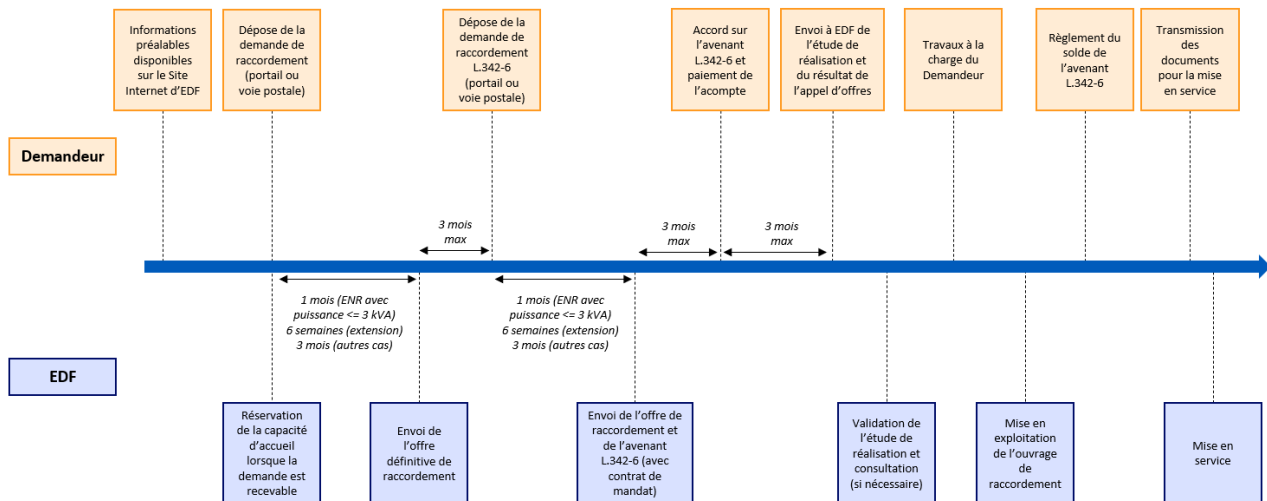 Informations
préalables
disponibles
sur le Site
Internet d'EDF
Dépose de la
demande de
raccordement
(portail ou
voie postale)
Dépose de la
demande de
raccordement
L.342-6
(portail ou
voie postale)
Accord sur
l'avenant
L.342-6 et
paiement de
l'acompte
Envoi à EDF de
l'étude de
réalisation et
du résultat de
l'appel d'offres
Travaux à la
charge du
Demandeur
Règlement du
solde de
l'avenant
L.342-6
Transmission
des
documents
pour la mise
en service
Demandeur
3 mois
max
3 mois
max
3 mois
max
1 mois (ENR avec
puissance <= 3 kVA)
6 semaines (extension)
3 mois (autres cas)
1 mois (ENR avec
puissance <= 3 kVA)
6 semaines (extension)
3 mois (autres cas)
EDF
Réservation
de la capacité
d'accueil
lorsque la
demande est
recevable
Envoi de
l'offre
définitive de
raccordement
Envoi de l'offre de
raccordement et
de l'avenant
L.342-6 (avec
contrat de
mandat)
Validation de
l'étude de
réalisation et
consultation
(si nécessaire)
Mise en
exploitation
de l'ouvrage
de
raccordement
Mise en
service